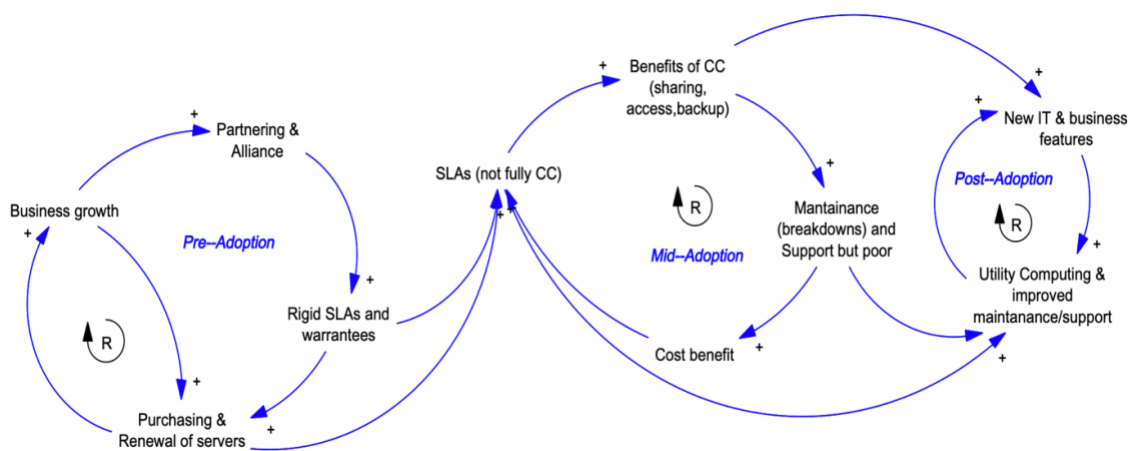 Benefits of CC
(sharing,
access,backup)
+
+
New IT & business
features
+
+
Partnering &
Alliance
SLAs (not fully CC)
+
Post--Adoption
R
Business growth
+
Pre--Adoption
R
Mid--Adoption
Mantainance
(breakdowns) and
Support but poor
+
+
+
Utility Computing &
improved
maintanance/support
+
Rigid SLAs and
warrantees
R
Cost benefit
+
+
+
Purchasing &
Renewal of servers
+